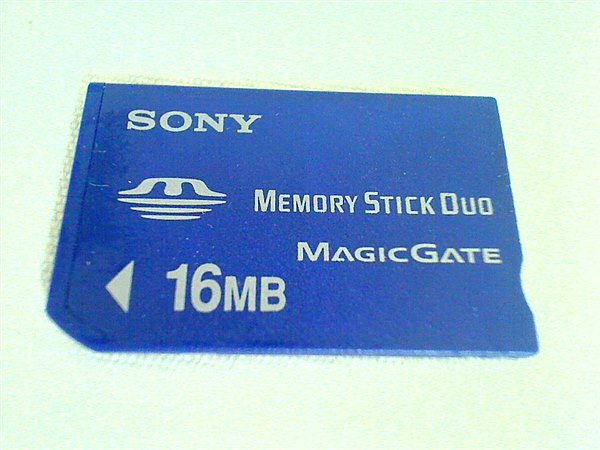 SONY
MEMORY STICK DUO
MAGICGATE
16MB